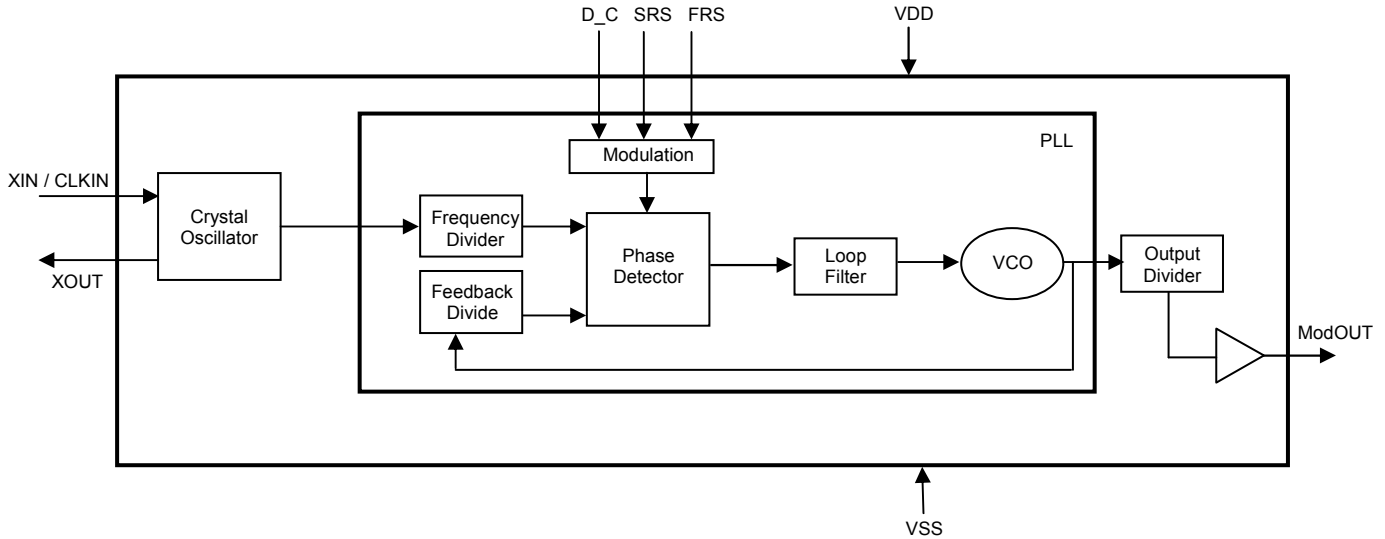 D_C SRS FRS
VDD
PLL
Modulation
XIN / CLKIN
Crystal
Oscillator
XOUT
Frequency
Divider
Feedback
Divide
Phase
Detector
Loop
Filter
VCO
Output
Divider
ModOUT
VSS